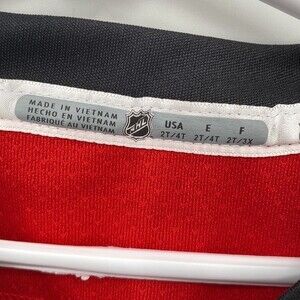 MADE IN VIETNAM
HECHO EN VIETNAM
FABRIQUÉ AU VIETNAM
NHL
USA E F
2T/4T 2T/4T 2T/3X